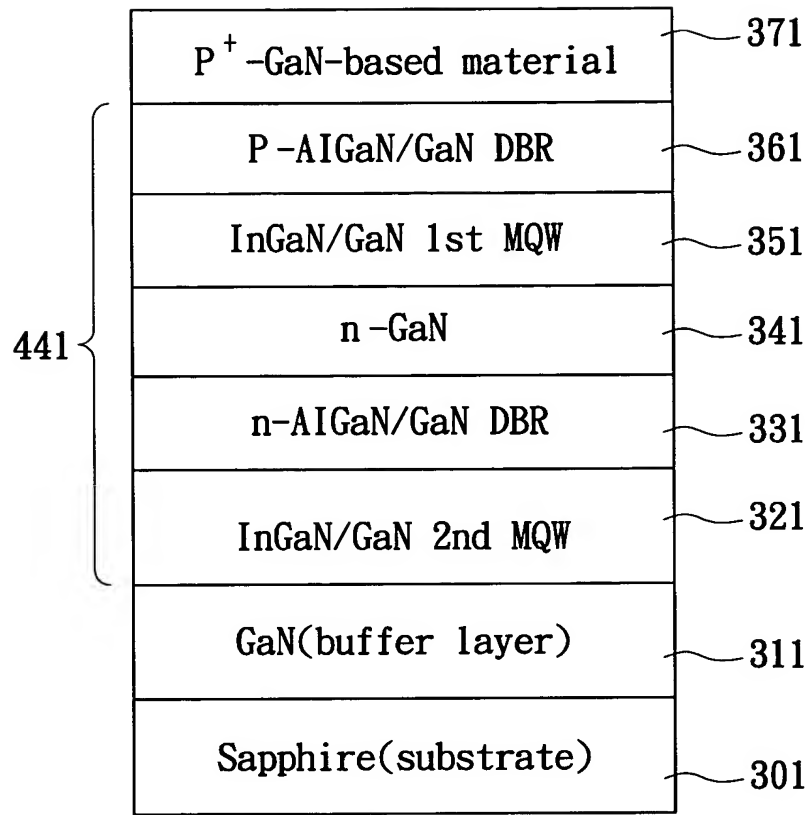 P⁺-GaN-based material 371
P-AlGaN/GaN DBR 361
InGaN/GaN 1st MQW 351
n-GaN 341
441
n-AlGaN/GaN DBR 331
InGaN/GaN 2nd MQW 321
GaN(buffer layer) 311
Sapphire(substrate) 301